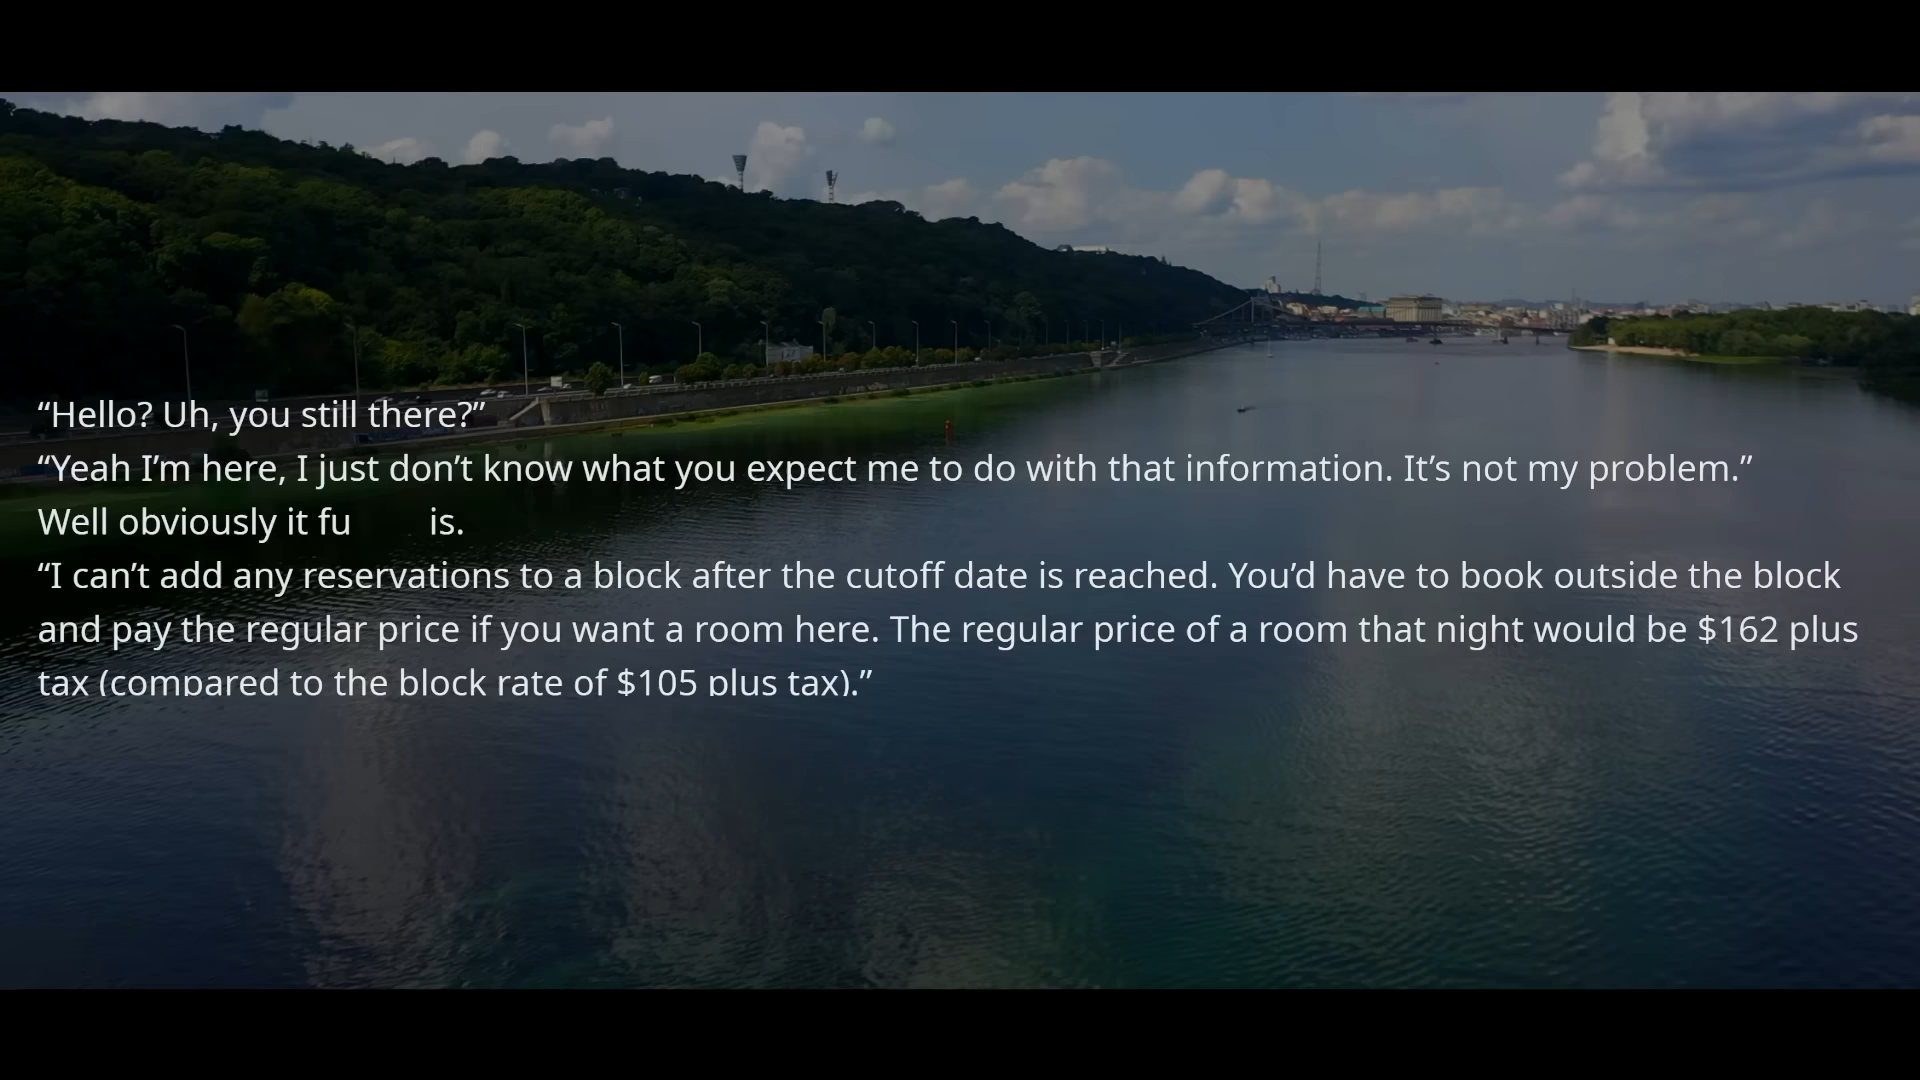 “Hello? Uh, you still there?”
“Yeah I’m here, I just don’t know what you expect me to do with that information. It’s not my problem.”
Well obviously it fu is.
“I can’t add any reservations to a block after the cutoff date is reached. You’d have to book outside the block
and pay the regular price if you want a room here. The regular price of a room that night would be $162 plus
tax (compared to the block rate of $105 plus tax).”